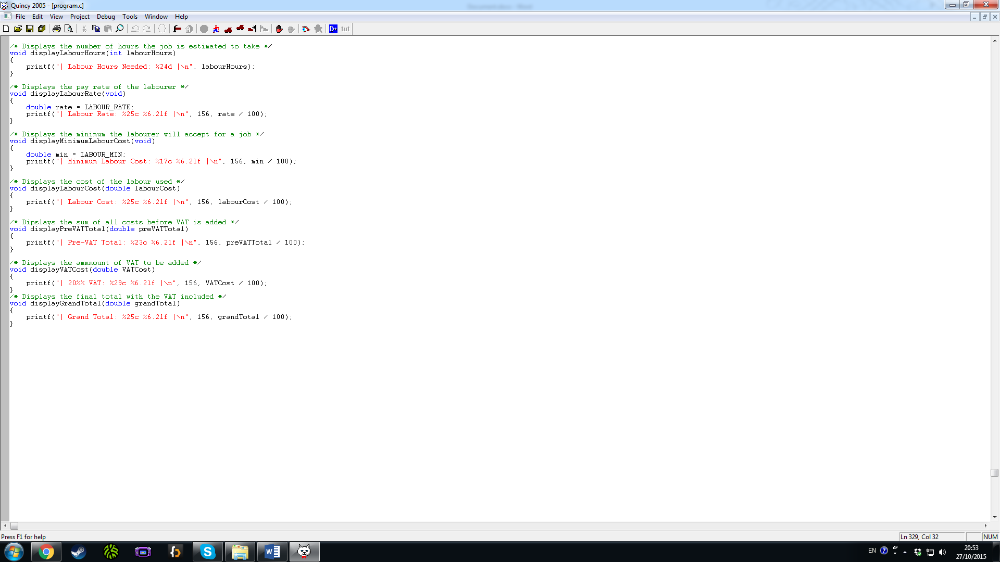 Quincy 2005 - [program.c]
File Edit View Project Debug Tools Window Help
C++ tut
/* Displays the number of hours the job is estimated to take */
void displayLabourHours(int labourHours)
{
    printf("| Labour Hours Needed: %24d |\n", labourHours);
}

/* Displays the pay rate of the labourer */
void displayLabourRate(void)
{
    double rate = LABOUR_RATE;
    printf("| Labour Rate: %25c %6.2lf |\n", 156, rate / 100);
}

/* Displays the minimum the labourer will accept for a job */
void displayMinimumLabourCost(void)
{
    double min = LABOUR_MIN;
    printf("| Minimum Labour Cost: %17c %6.2lf |\n", 156, min / 100);
}

/* Displays the cost of the labour used */
void displayLabourCost(double labourCost)
{
    printf("| Labour Cost: %25c %6.2lf |\n", 156, labourCost / 100);
}

/* Dipslays the sum of all costs before VAT is added */
void displayPreVATTotal(double preVATTotal)
{
    printf("| Pre-VAT Total: %23c %6.2lf |\n", 156, preVATTotal / 100);
}

/* Displays the ammmount of VAT to be added */
void displayVATCost(double VATCost)
{
    printf("| 20%% VAT: %29c %6.2lf |\n", 156, VATCost / 100);
}
/* Displays the final total with the VAT included */
void displayGrandTotal(double grandTotal)
{
    printf("| Grand Total: %25c %6.2lf |\n", 156, grandTotal / 100);
}
Press F1 for help
Ln 329, Col 32
NUM
EN
20:53
27/10/2015